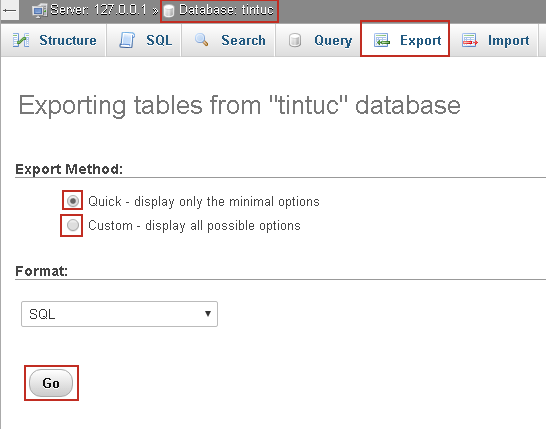 Server: 127.0.0.1 » Database: tintuc
Structure SQL Search Query Export Import
Exporting tables from "tintuc" database
Export Method:
Quick - display only the minimal options
Custom - display all possible options
Format:
SQL
Go